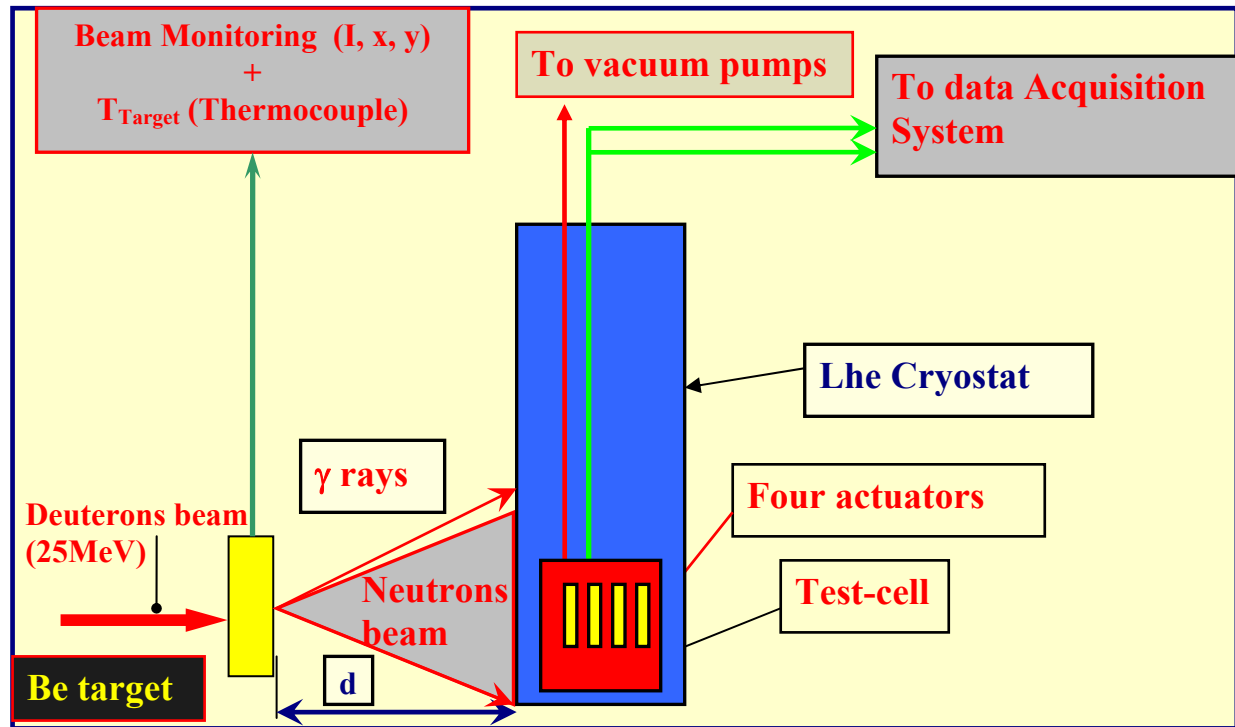 Beam Monitoring (I, x, y)
+
TTarget (Thermocouple)
To vacuum pumps
To data Acquisition
System
Lhe Cryostat
γ rays
Four actuators
Deuterons beam
(25MeV)
Neutrons
beam
Test-cell
Be target
d